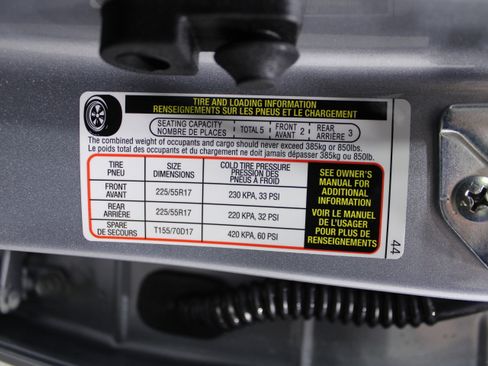 TIRE AND LOADING INFORMATION
RENSEIGNEMENTS SUR LES PNEUS ET LE CHARGEMENT
SEATING CAPACITY
NOMBRE DE PLACES
TOTAL 5
FRONT
AVANT 2
REAR
ARRIÈRE 3
The combined weight of occupants and cargo should never exceed 385kg or 850lbs.
Le poids total des occupants et du chargement ne doit jamais dépasser 385kg or 850lb.
TIRE
PNEU
SIZE
DIMENSIONS
COLD TIRE PRESSURE
PRESSION DES
PNEUS À FROID
FRONT
AVANT
225/55R17
230 KPA, 33 PSI
REAR
ARRIÈRE
225/55R17
220 KPA, 32 PSI
SPARE
DE SECOURS
T155/70D17
420 KPA, 60 PSI
SEE OWNER'S
MANUAL FOR
ADDITIONAL
INFORMATION
VOIR LE MANUEL
DE L'USAGER
POUR PLUS DE
RENSEIGNEMENTS
44